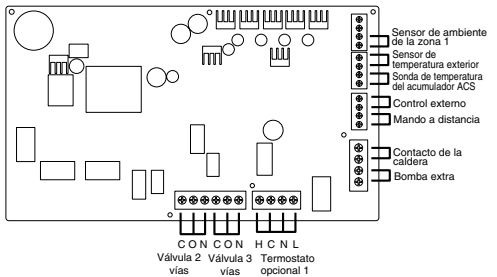 Sensor de ambiente
de la zona 1
Sensor de
temperatura exterior
Sonda de temperatura
del acumulador ACS
Control externo
Mando a distancia
Contacto de la
caldera
Bomba extra
C O N C O N H C N L
Válvula 2
vías
Válvula 3
vías
Termostato
opcional 1